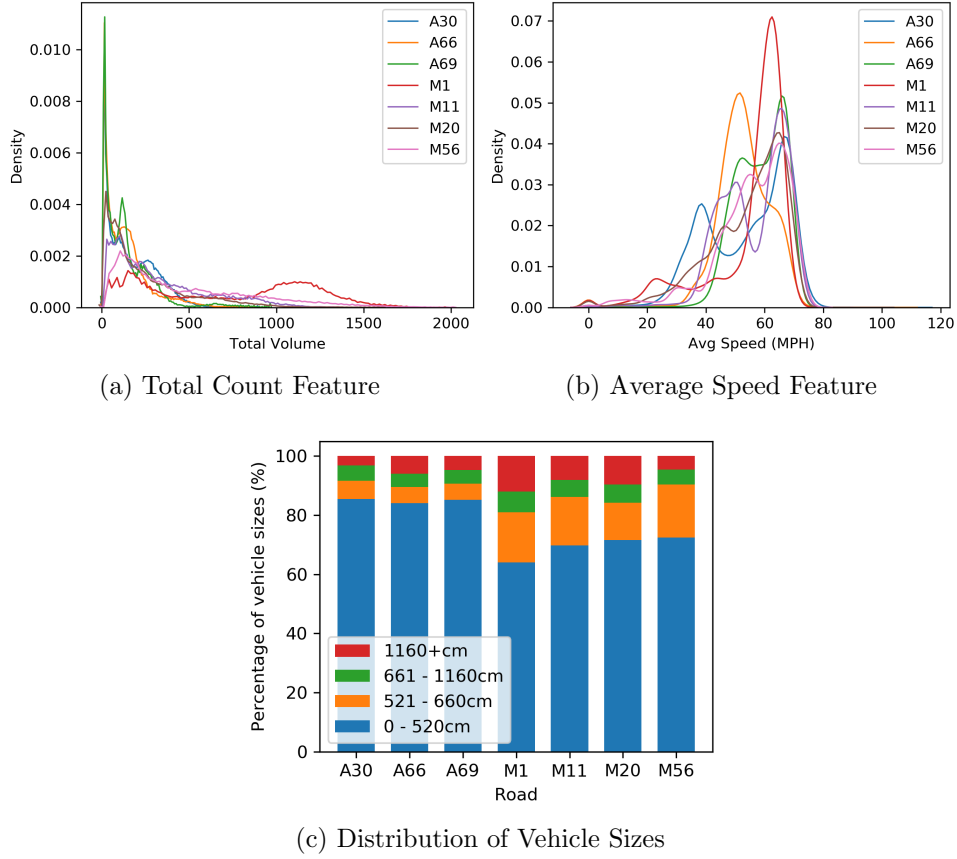 0.010
0.008
0.006
0.004
0.002
0.000
Density
0
500
1000
1500
2000
Total Volume
A30
A66
A69
M1
M11
M20
M56
(a) Total Count Feature
0.07
0.06
0.05
0.04
0.03
0.02
0.01
0.00
Density
0
20
40
60
80
100
120
Avg Speed (MPH)
A30
A66
A69
M1
M11
M20
M56
(b) Average Speed Feature
100
80
60
40
20
0
Percentage of vehicle sizes (%)
1160+cm
661 - 1160cm
521 - 660cm
0 - 520cm
A30
A66
A69
M1
M11
M20
M56
Road
(c) Distribution of Vehicle Sizes